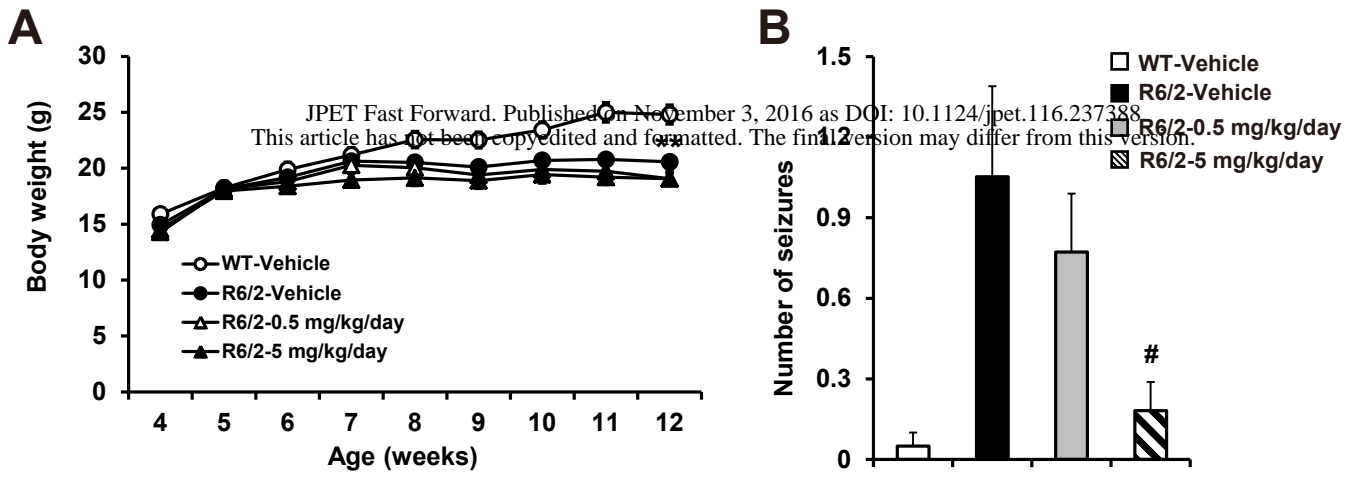 A
B
JPET Fast Forward. Published on November 3, 2016 as DOI: 10.1124/jpet.116.237388
This article has not been copyedited and formatted. The final version may differ from this version.
30
25
20
15
10
5
0
Body weight (g)
**
WT-Vehicle
R6/2-Vehicle
R6/2-0.5 mg/kg/day
R6/2-5 mg/kg/day
4 5 6 7 8 9 10 11 12
Age (weeks)
1.5
1.2
0.9
0.6
0.3
0
Number of seizures
WT-Vehicle
R6/2-Vehicle
R6/2-0.5 mg/kg/day
R6/2-5 mg/kg/day
#